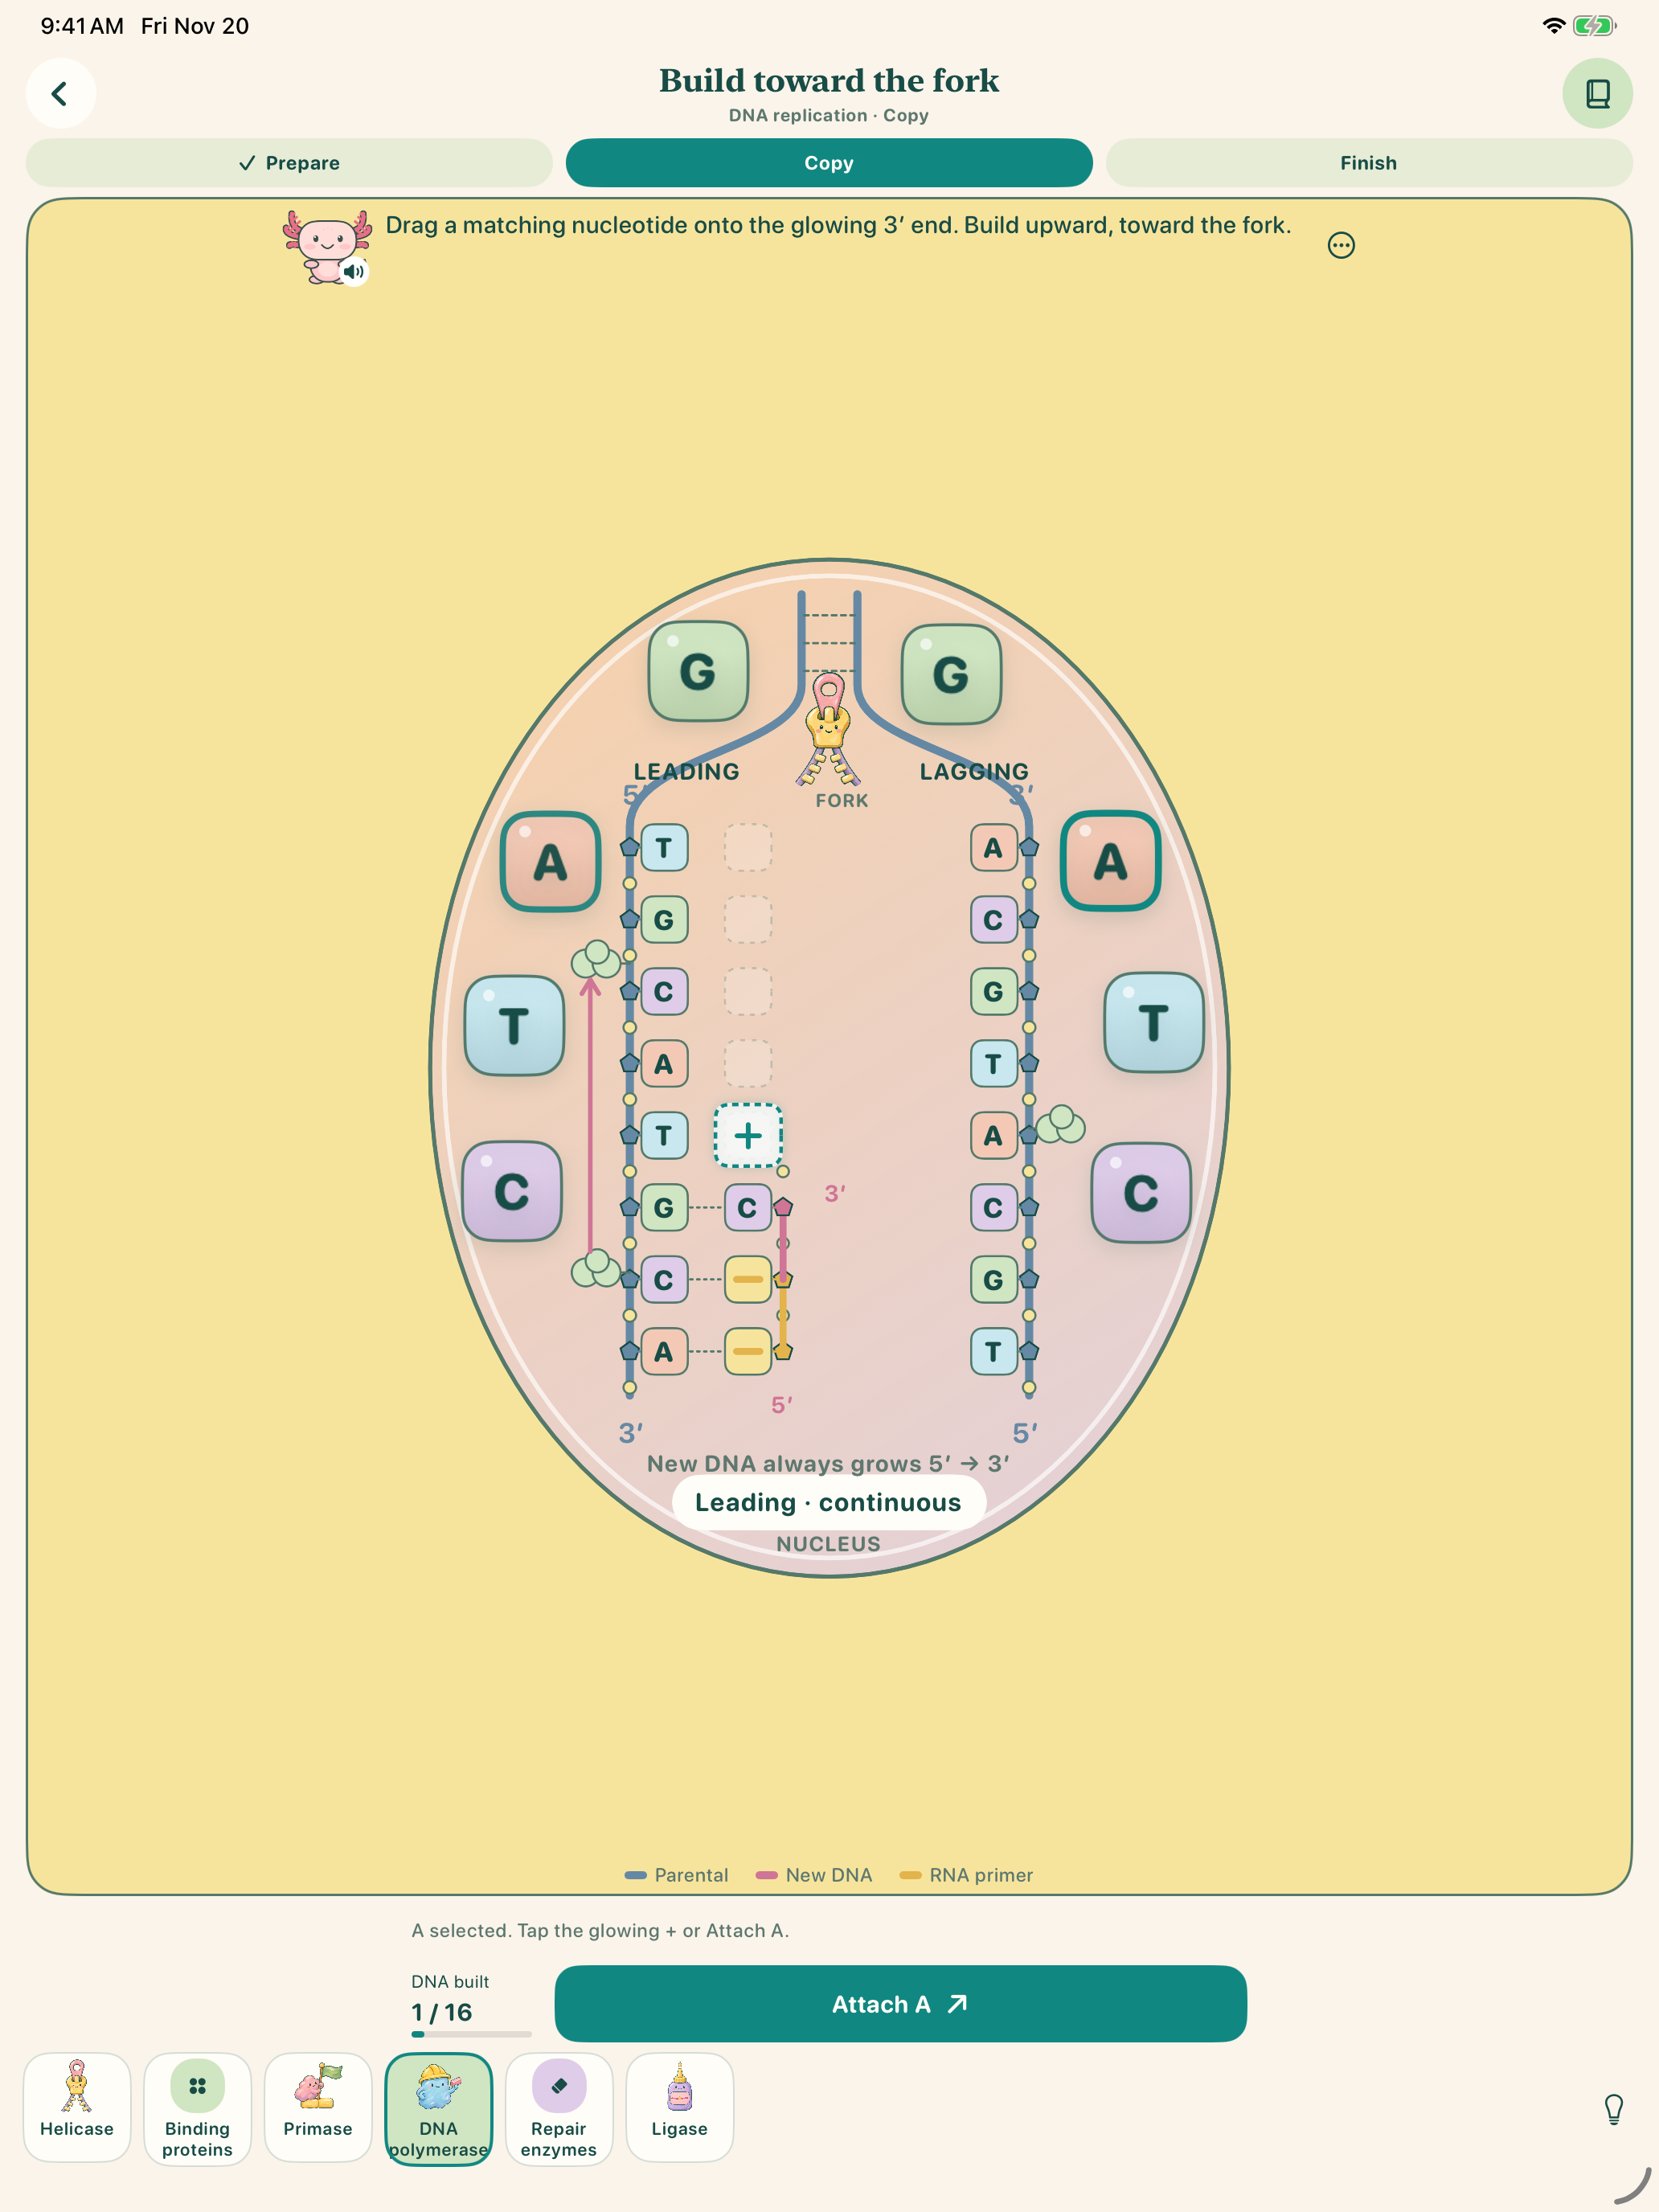 9:41 AM Fri Nov 20
Build toward the fork
DNA replication · Copy
Prepare
Copy
Finish
Drag a matching nucleotide onto the glowing 3′ end. Build upward, toward the fork.
G
G
LEADING
LAGGING
5′
3′
FORK
A
T
A
A
G
C
T
C
G
T
A
T
T
T
+
A
C
C
3′
G
C
C
C
G
A
T
5′
3′
5′
New DNA always grows 5′ → 3′
Leading · continuous
NUCLEUS
Parental
New DNA
RNA primer
A selected. Tap the glowing + or Attach A.
DNA built
1 / 16
Attach A
Helicase
Binding
proteins
Primase
DNA
polymerase
Repair
enzymes
Ligase